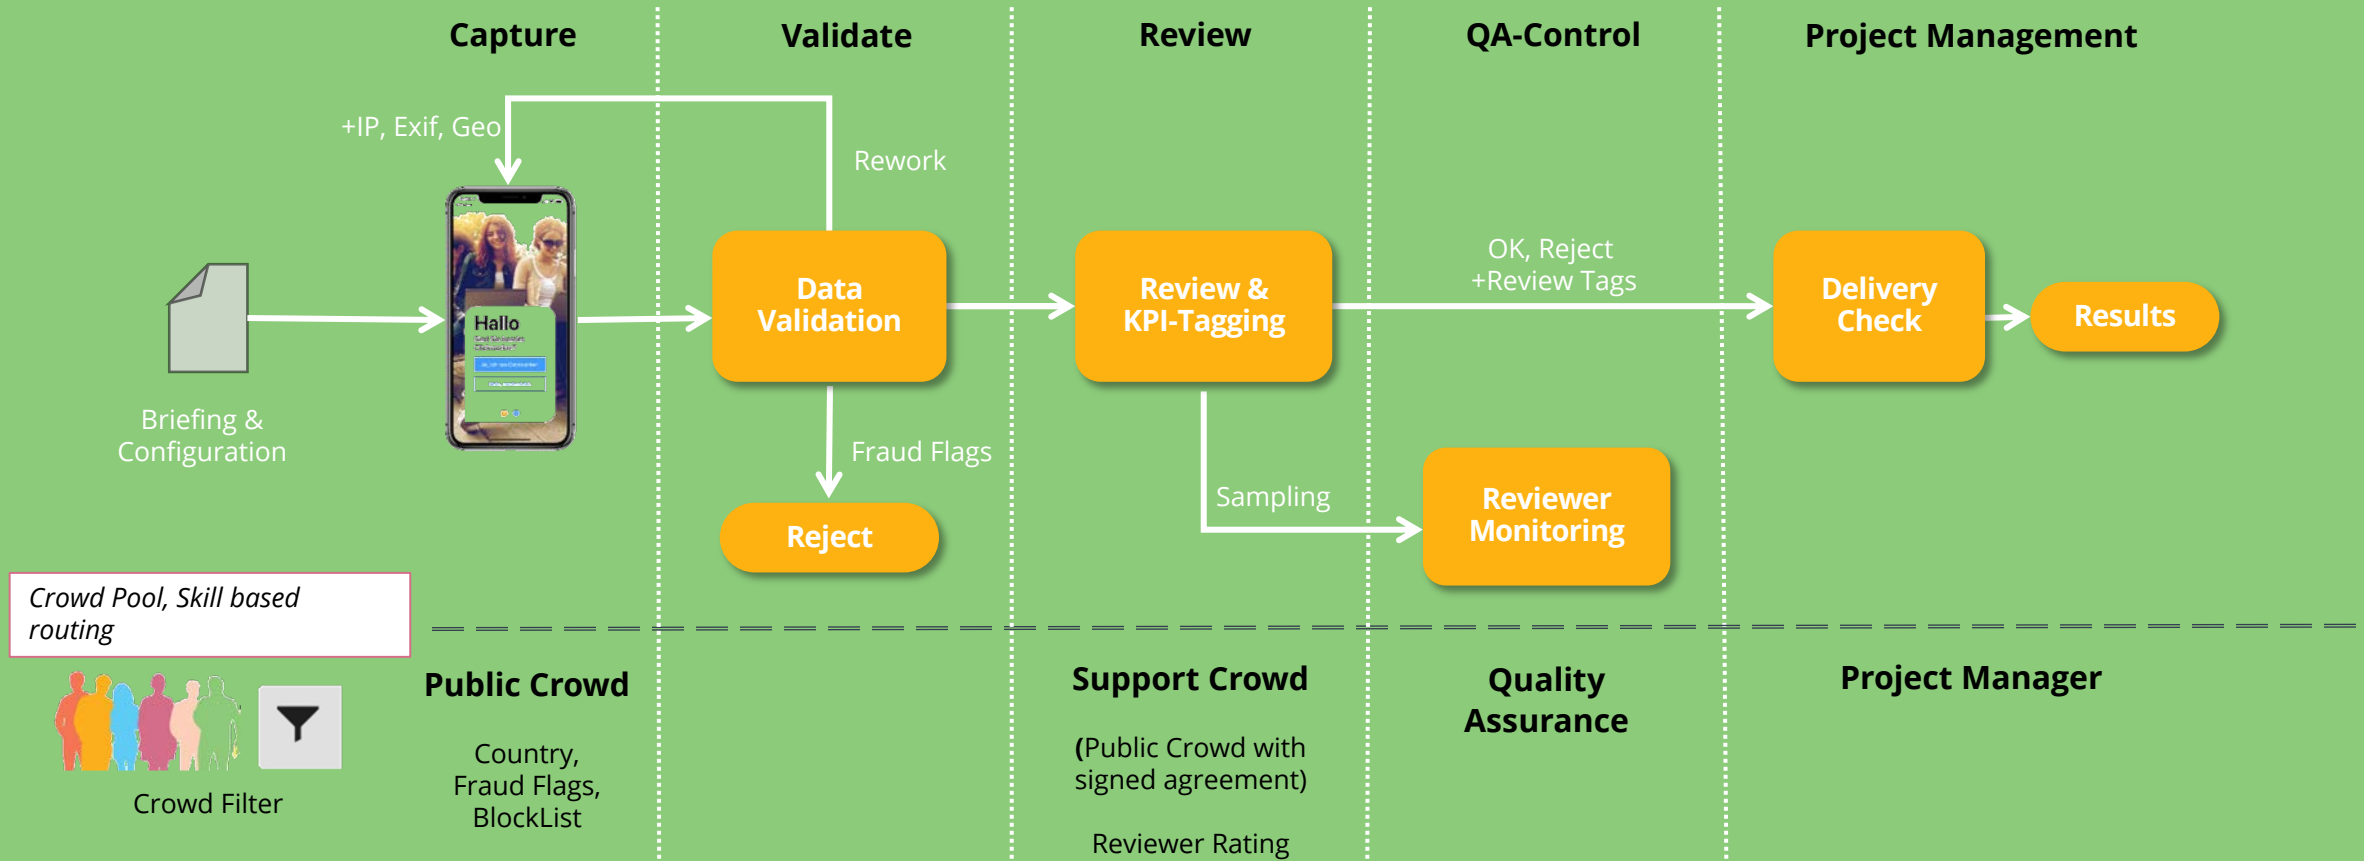 Capture
Validate
Review
QA-Control
Project Management
+IP, Exif, Geo
Rework
Hallo
Data
Validation
Review &
KPI-Tagging
OK, Reject
+Review Tags
Delivery
Check
Results
Briefing &
Configuration
Fraud Flags
Reject
Sampling
Reviewer
Monitoring
Crowd Pool, Skill based
routing
Crowd Filter
Public Crowd
Country,
Fraud Flags,
BlockList
Support Crowd
(Public Crowd with
signed agreement)
Reviewer Rating
Quality
Assurance
Project Manager